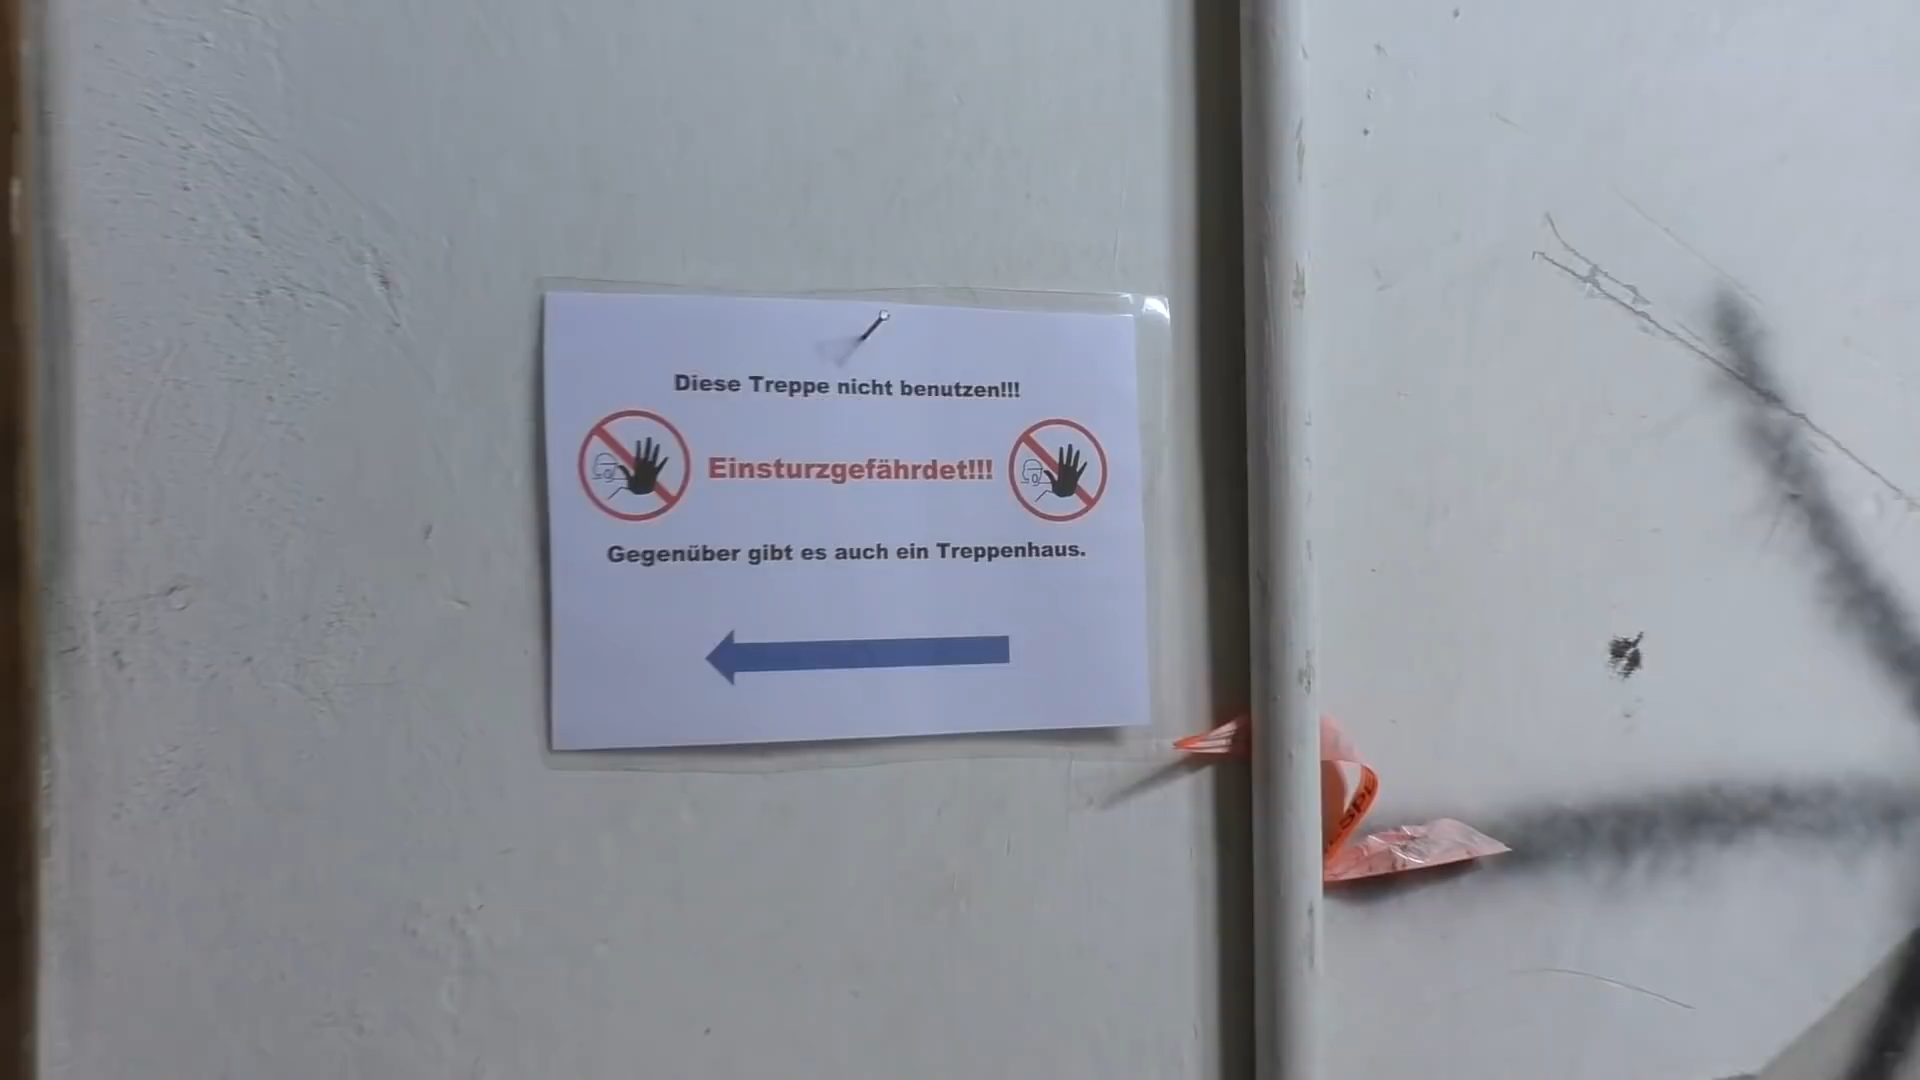 Diese Treppe nicht benutzen!!!
Einsturzgefährdet!!!
Gegenüber gibt es auch ein Treppenhaus.